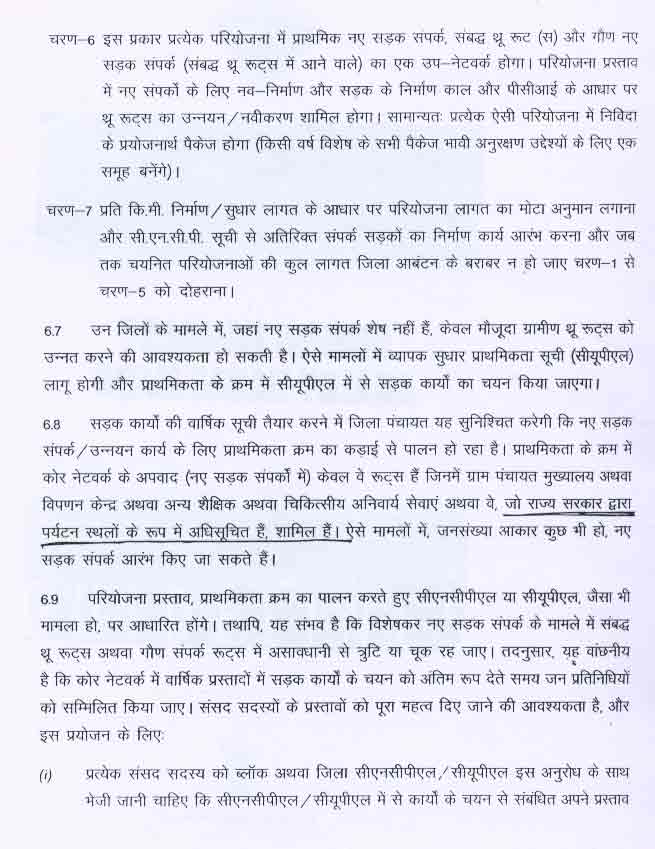 चरण–6 इस प्रकार प्रत्येक परियोजना में प्राथमिक नए सड़क संपर्क, संबद्ध थ्रू रूट (स) और गौण नए
सड़क संपर्क (संबद्ध थ्रू रूट्स में आने वाले) का एक उप–नेटवर्क होगा। परियोजना प्रस्ताव
में नए संपर्कों के लिए नव–निर्माण और सड़क के निर्माण काल और पीसीआई के आधार पर
थ्रू रूट्स का उन्नयन/नवीकरण शामिल होगा। सामान्यतः प्रत्येक ऐसी परियोजना में निविदा
के प्रयोजनार्थ पैकेज होगा (किसी वर्ष विशेष के सभी पैकेज भावी अनुरक्षण उद्देश्यों के लिए एक
समूह बनेंगे)।
चरण–7 प्रति कि.मी. निर्माण/सुधार लागत के आधार पर परियोजना लागत का मोटा अनुमान लगाना
और सी.एन.सी.पी. सूची से अतिरिक्त संपर्क सड़कों का निर्माण कार्य आरंभ करना और जब
तक चयनित परियोजनाओं की कुल लागत जिला आबंटन के बराबर न हो जाए चरण–1 से
चरण–5 को दोहराना।
6.7 उन जिलों के मामले में, जहां नए सड़क संपर्क शेष नहीं हैं, केवल मौजूदा ग्रामीण थ्रू रूट्स को
उन्नत करने की आवश्यकता हो सकती है। ऐसे मामलों में व्यापक सुधार प्राथमिकता सूची (सीयूपीएल)
लागू होगी और प्राथमिकता के क्रम में सीयूपीएल में से सड़क कार्यों का चयन किया जाएगा।
6.8 सड़क कार्यों की वार्षिक सूची तैयार करने में जिला पंचायत यह सुनिश्चित करेगी कि नए सड़क
संपर्क/उन्नयन कार्य के लिए प्राथमिकता क्रम का कड़ाई से पालन हो रहा है। प्राथमिकता के क्रम में
कोर नेटवर्क के अपवाद (नए सड़क संपर्कों में) केवल वे रूट्स हैं जिनमें ग्राम पंचायत मुख्यालय अथवा
विपणन केन्द्र अथवा अन्य शैक्षिक अथवा चिकित्सीय अनिवार्य सेवाएं अथवा वे, जो राज्य सरकार द्वारा
पर्यटन स्थलों के रूप में अधिसूचित हैं, शामिल हैं। ऐसे मामलों में, जनसंख्या आकार कुछ भी हो, नए
सड़क संपर्क आरंभ किए जा सकते हैं।
6.9 परियोजना प्रस्ताव, प्राथमिकता क्रम का पालन करते हुए सीएनसीपीएल या सीयूपीएल, जैसा भी
मामला हो, पर आधारित होंगे। तथापि, यह संभव है कि विशेषकर नए सड़क संपर्क के मामले में संबद्ध
थ्रू रूट्स अथवा गौण संपर्क रूट्स में असावधानी से त्रुटि या चूक रह जाए। तदनुसार, यह वांछनीय
है कि कोर नेटवर्क में वार्षिक प्रस्तावों में सड़क कार्यों के चयन को अंतिम रूप देते समय जन प्रतिनिधियों
को सम्मिलित किया जाए। संसद सदस्यों के प्रस्तावों को पूरा महत्व दिए जाने की आवश्यकता है, और
इस प्रयोजन के लिए:
(i) प्रत्येक संसद सदस्य को ब्लॉक अथवा जिला सीएनसीपीएल/सीयूपीएल इस अनुरोध के साथ
भेजी जानी चाहिए कि सीएनसीपीएल/सीयूपीएल में से कार्यों के चयन से संबंधित अपने प्रस्ताव